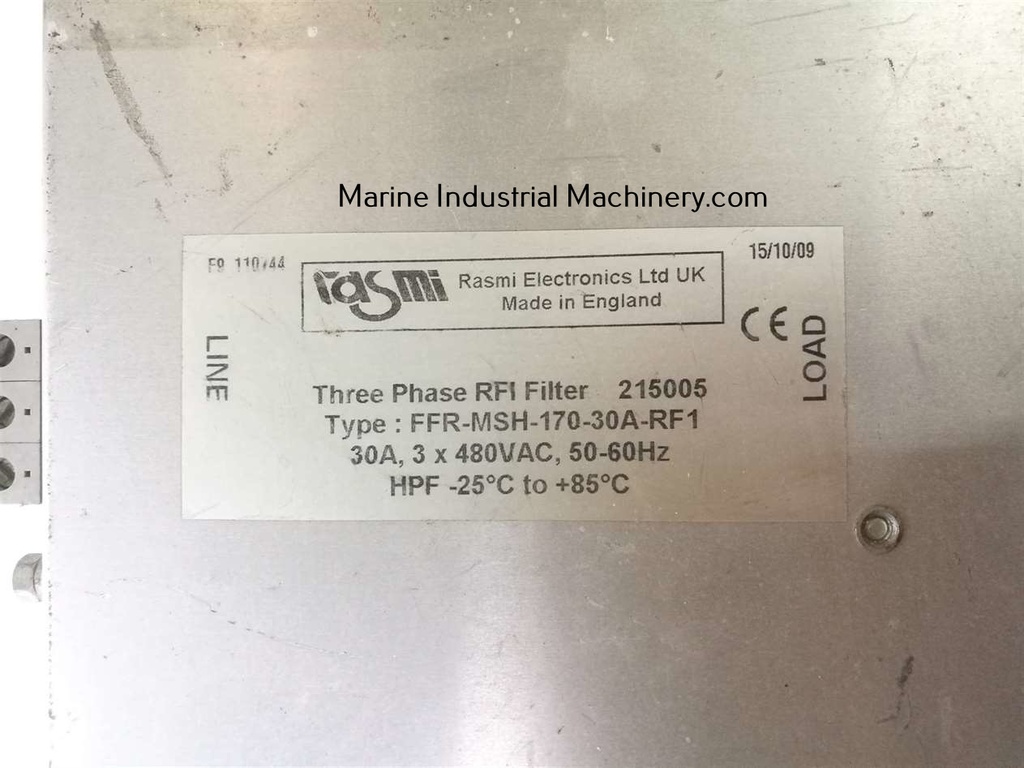 Marine Industrial Machinery.com
15/10/09
rasmi
Rasmi Electronics Ltd UK
Made in England
CE
LINE
LOAD
Three Phase RFI Filter 215005
Type : FFR-MSH-170-30A-RF1
30A, 3 x 480VAC, 50-60Hz
HPF -25°C to +85°C